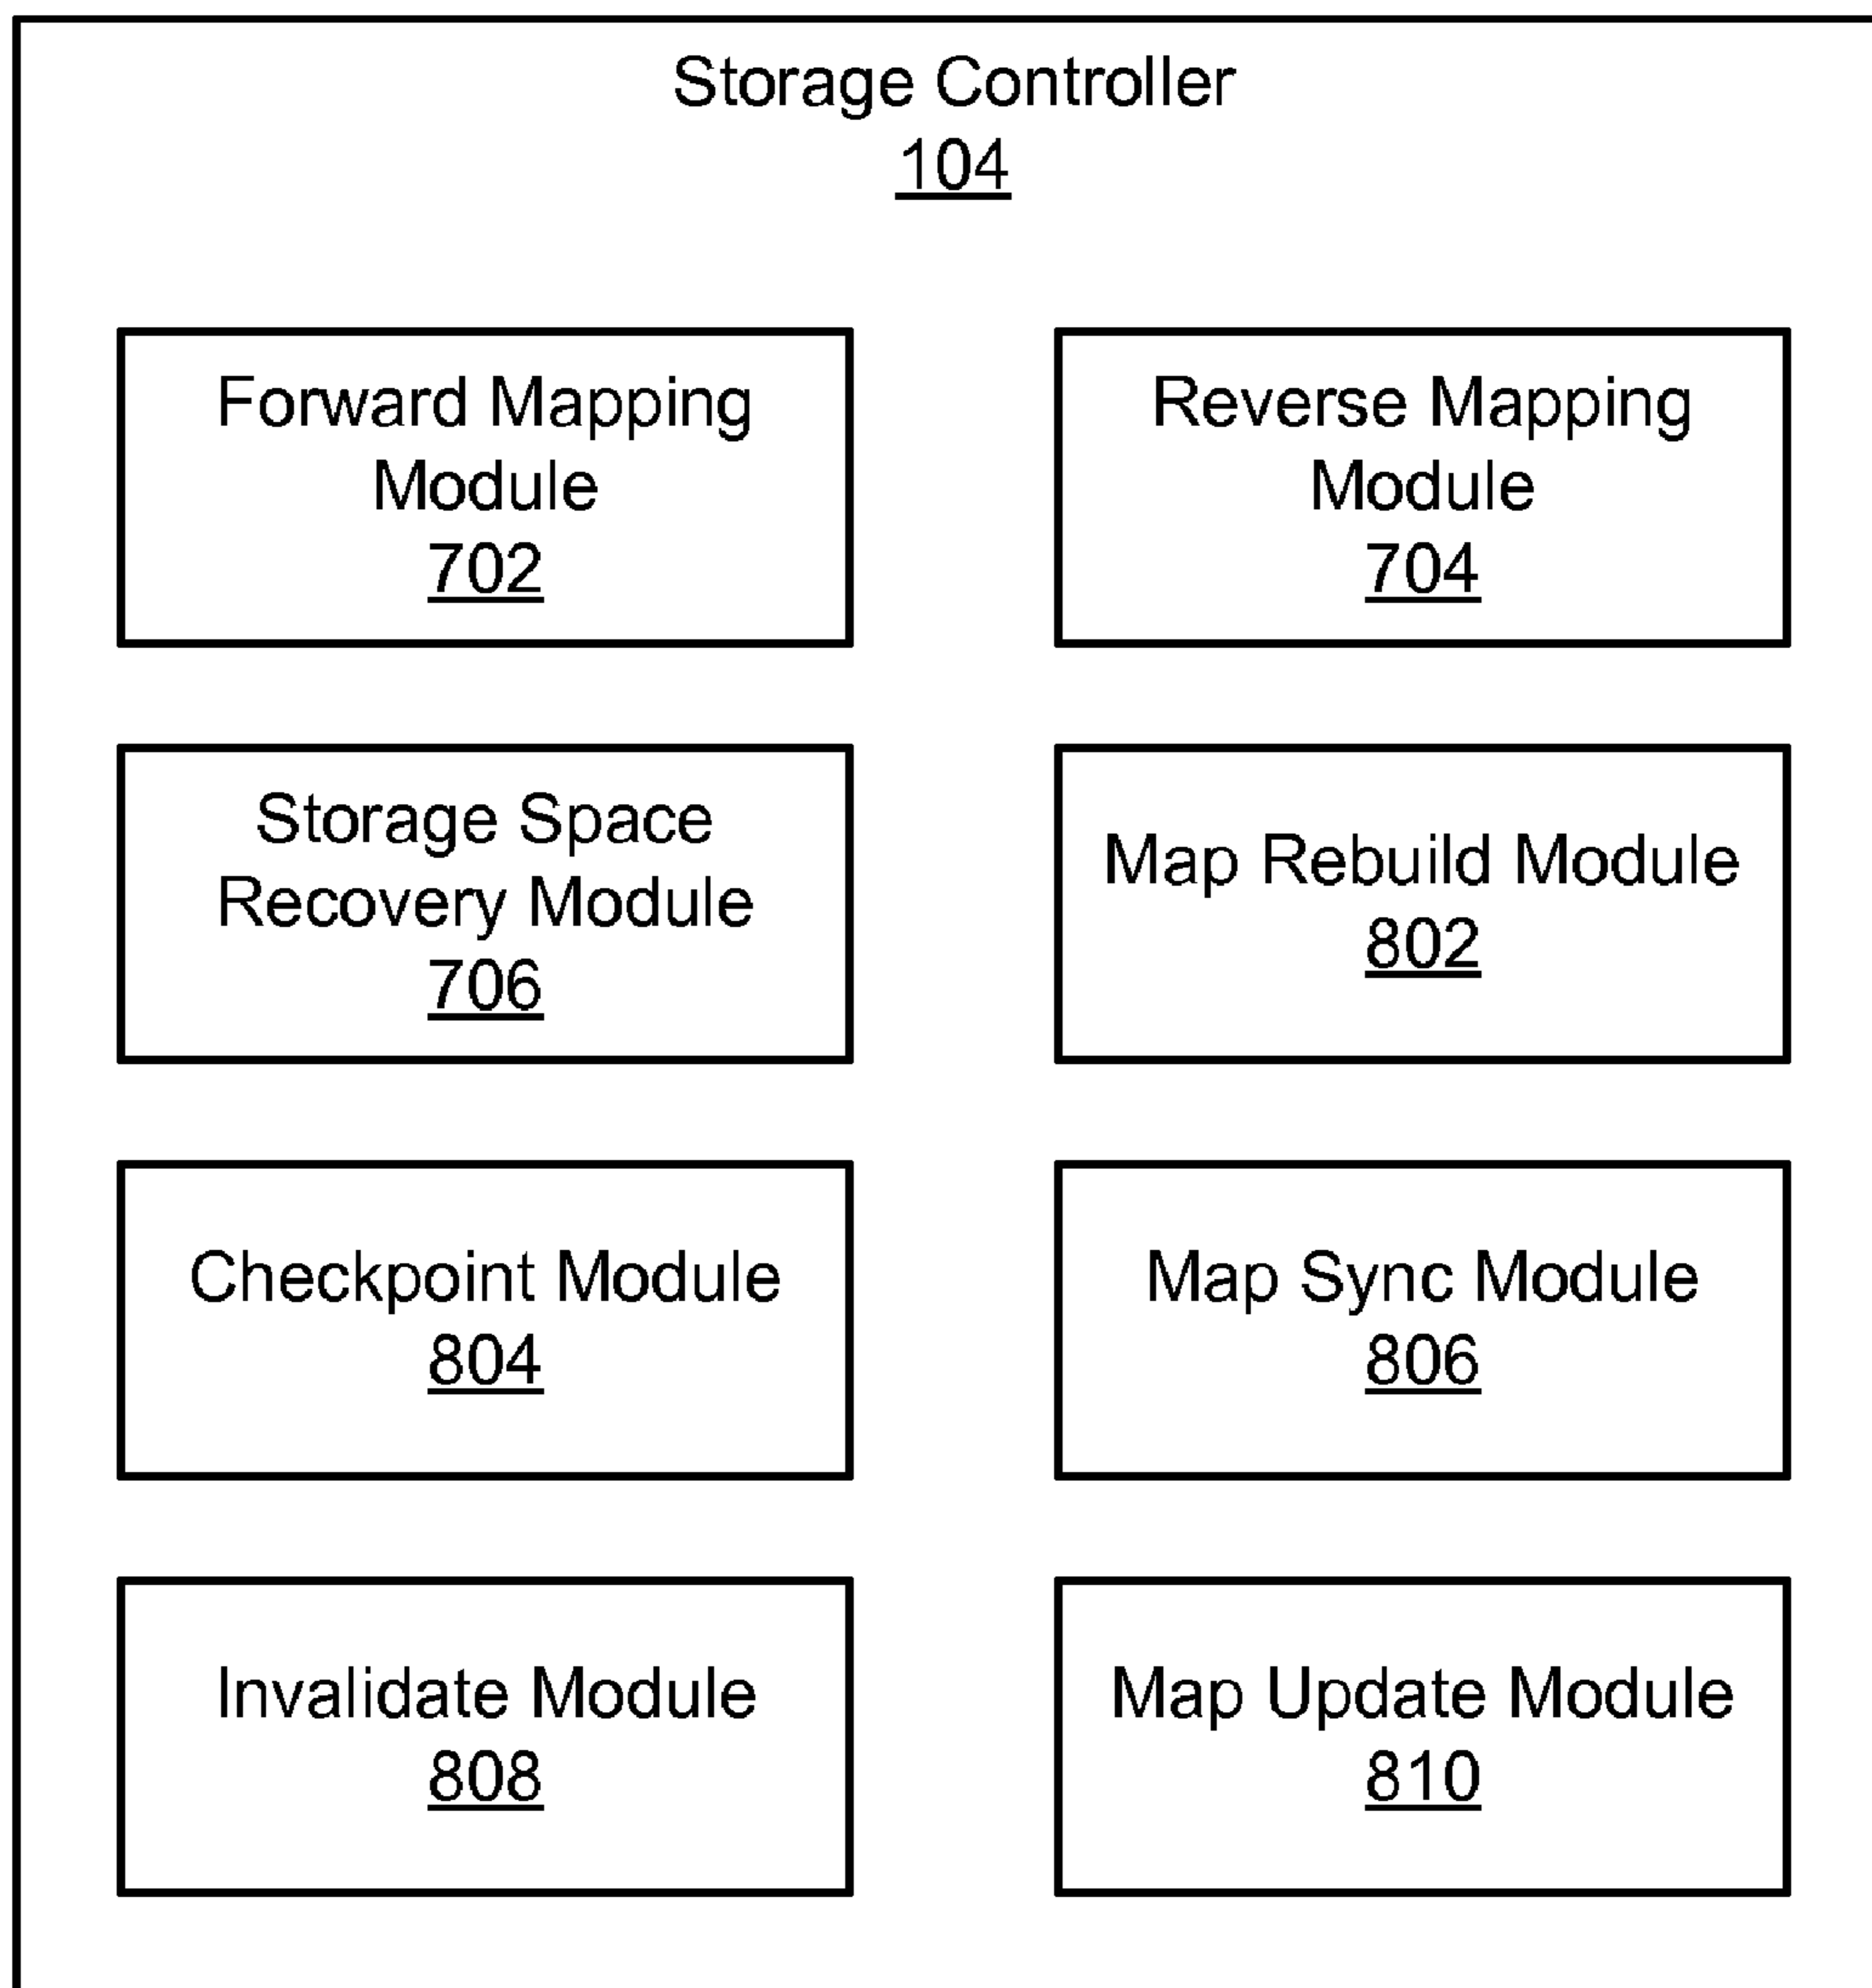 Storage Controller
104
Forward Mapping
Module
702
Reverse Mapping
Module
704
Storage Space
Recovery Module
706
Map Rebuild Module
802
Checkpoint Module
804
Map Sync Module
806
Invalidate Module
808
Map Update Module
810